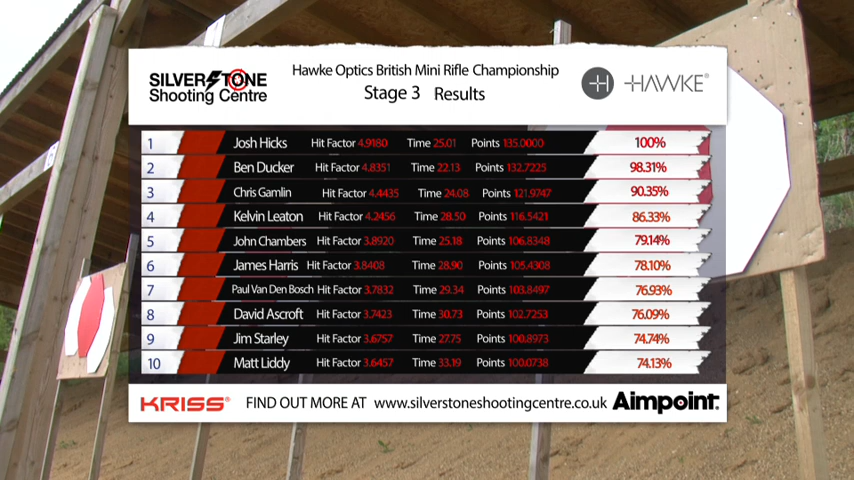 SILVERSTONE
Shooting Centre
Hawke Optics British Mini Rifle Championship
Stage 3 Results
HAWKE®
1 Josh Hicks Hit Factor 4.9180 Time 25.01 Points 135.0000 100%
2 Ben Ducker Hit Factor 4.8351 Time 22.13 Points 132.7225 98.31%
3 Chris Gamlin Hit Factor 4.4435 Time 24.08 Points 121.9747 90.35%
4 Kelvin Leaton Hit Factor 4.2456 Time 28.50 Points 116.5421 86.33%
5 John Chambers Hit Factor 3.8920 Time 25.18 Points 106.8348 79.14%
6 James Harris Hit Factor 3.8408 Time 28.90 Points 105.4308 78.10%
7 Paul Van Den Bosch Hit Factor 3.7832 Time 29.34 Points 103.8497 76.93%
8 David Ascroft Hit Factor 3.7423 Time 30.73 Points 102.7253 76.09%
9 Jim Starley Hit Factor 3.6757 Time 27.75 Points 100.8973 74.74%
10 Matt Liddy Hit Factor 3.6457 Time 33.19 Points 100.0738 74.13%
KRISS® FIND OUT MORE AT www.silverstoneshootingcentre.co.uk Aimpoint®